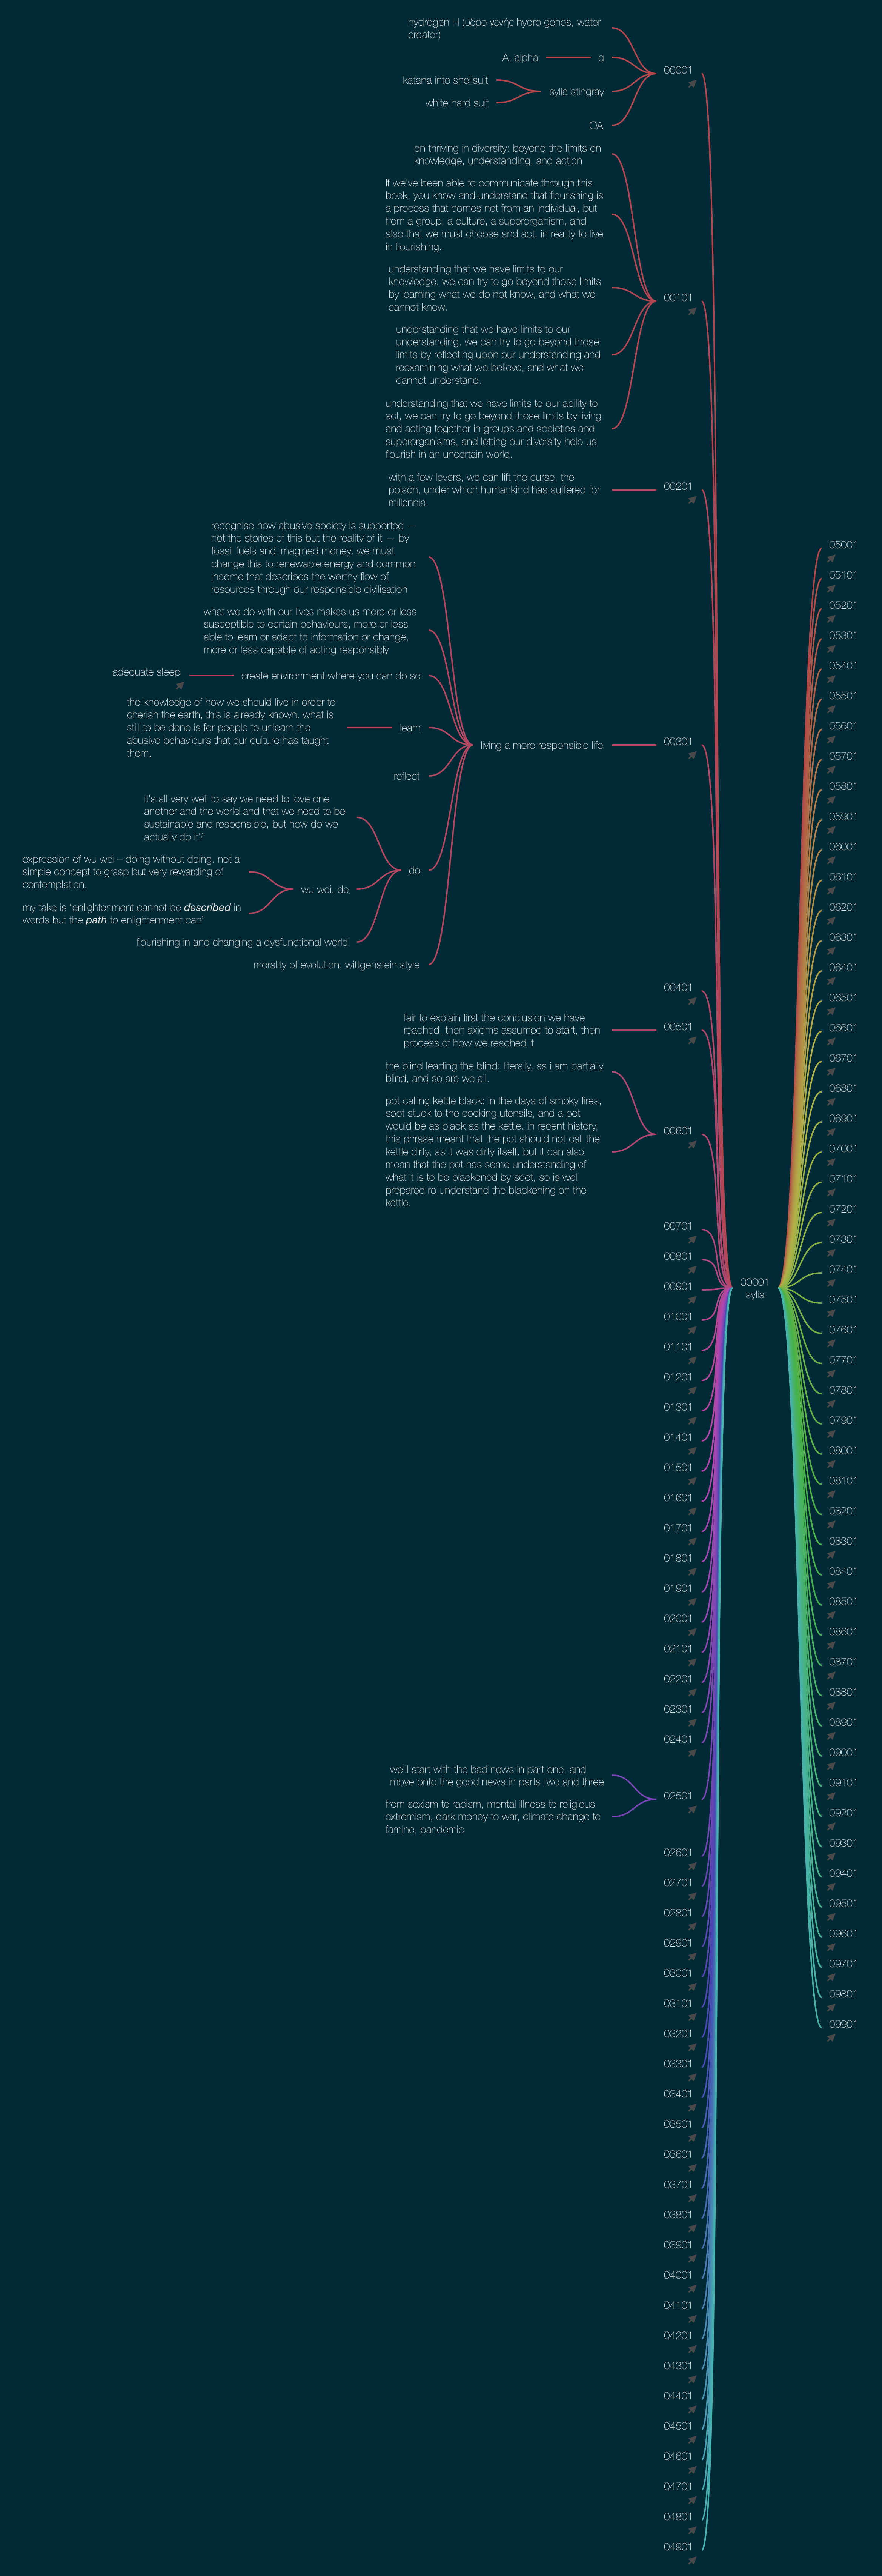 hydrogen H (υδρο γενής hydro genes, water
creator)
A, alpha
α
00001
katana into shellsuit
white hard suit
sylia stingray
OA
on thriving in diversity: beyond the limits on
knowledge, understanding, and action
If we've been able to communicate through this
book, you know and understand that flourishing is
a process that comes not from an individual, but
from a group, a culture, a superorganism, and
also that we must choose and act, in reality to live
in flourishing.
understanding that we have limits to our
knowledge, we can try to go beyond those limits
by learning what we do not know, and what we
cannot know.
00101
understanding that we have limits to our
understanding, we can try to go beyond those
limits by reflecting upon our understanding and
reexamining what we believe, and what we
cannot understand.
understanding that we have limits to our ability to
act, we can try to go beyond those limits by living
and acting together in groups and societies and
superorganisms, and letting our diversity help us
flourish in an uncertain world.
with a few levers, we can lift the curse, the
poison, under which humankind has suffered for
millennia.
00201
recognise how abusive society is supported —
not the stories of this but the reality of it — by
fossil fuels and imagined money. we must
change this to renewable energy and common
income that describes the worthy flow of
resources through our responsible civilisation
what we do with our lives makes us more or less
susceptible to certain behaviours, more or less
able to learn or adapt to information or change,
more or less capable of acting responsibly
adequate sleep
create environment where you can do so
the knowledge of how we should live in order to
cherish the earth, this is already known. what is
still to be done is for people to unlearn the
abusive behaviours that our culture has taught
them.
learn
living a more responsible life
00301
reflect
it's all very well to say we need to love one
another and the world and that we need to be
sustainable and responsible, but how do we
actually do it?
expression of wu wei – doing without doing. not a
simple concept to grasp but very rewarding of
contemplation.
my take is "enlightenment cannot be described in
words but the path to enlightenment can"
wu wei, de
do
flourishing in and changing a dysfunctional world
morality of evolution, wittgenstein style
00401
fair to explain first the conclusion we have
reached, then axioms assumed to start, then
process of how we reached it
00501
the blind leading the blind: literally, as i am partially
blind, and so are we all.
pot calling kettle black: in the days of smoky fires,
soot stuck to the cooking utensils, and a pot
would be as black as the kettle. in recent history,
this phrase meant that the pot should not call the
kettle dirty, as it was dirty itself. but it can also
mean that the pot has some understanding of
what it is to be blackened by soot, so is well
prepared ro understand the blackening on the
kettle.
00601
00701
00801
00901
01001
01101
01201
01301
01401
01501
01601
01701
01801
01901
02001
02101
02201
02301
02401
we'll start with the bad news in part one, and
move onto the good news in parts two and three
from sexism to racism, mental illness to religious
extremism, dark money to war, climate change to
famine, pandemic
02501
02601
02701
02801
02901
03001
03101
03201
03301
03401
03501
03601
03701
03801
03901
04001
04101
04201
04301
04401
04501
04601
04701
04801
04901
00001
sylia
05001
05101
05201
05301
05401
05501
05601
05701
05801
05901
06001
06101
06201
06301
06401
06501
06601
06701
06801
06901
07001
07101
07201
07301
07401
07501
07601
07701
07801
07901
08001
08101
08201
08301
08401
08501
08601
08701
08801
08901
09001
09101
09201
09301
09401
09501
09601
09701
09801
09901